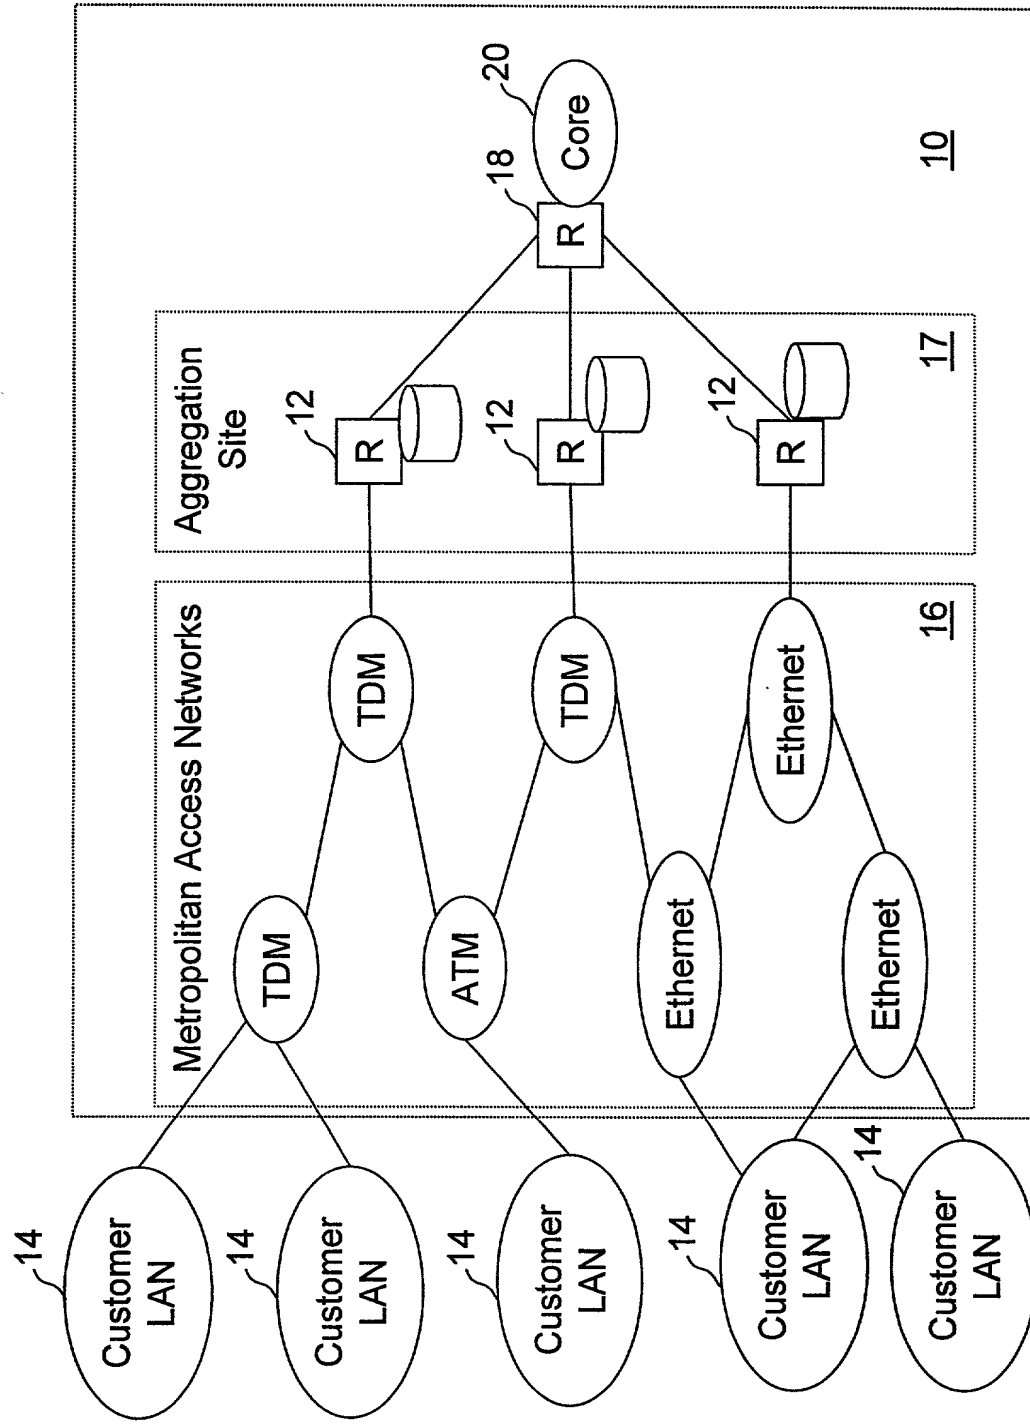 14
Customer
LAN
14
Customer
LAN
14
Customer
LAN
14
Customer
LAN
14
Customer
LAN
Metropolitan Access Networks
TDM
TDM
ATM
TDM
Ethernet
Ethernet
Ethernet
16
Aggregation
Site
12
R
12
R
12
R
17
18
R
20
Core
10